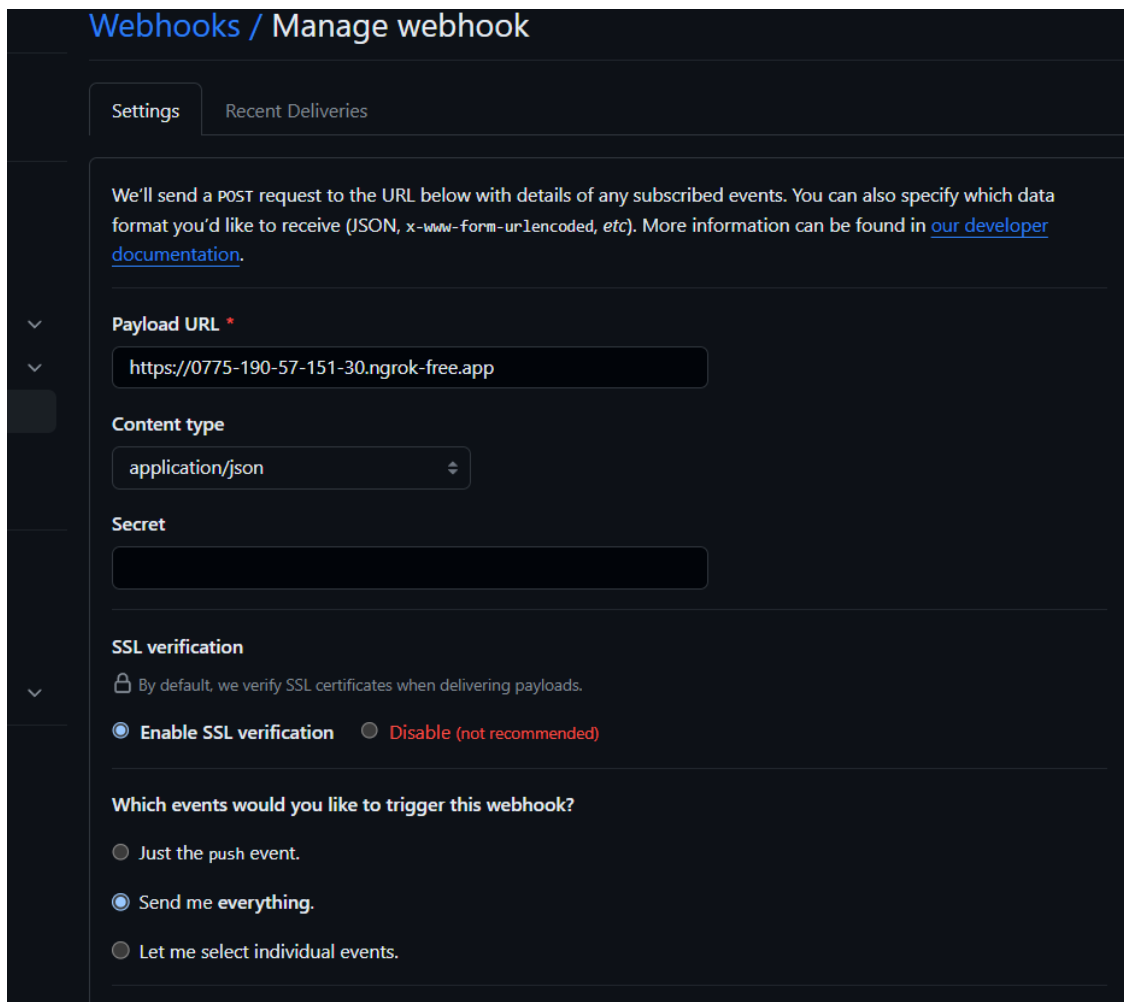 Webhooks / Manage webhook
Settings
Recent Deliveries
We’ll send a POST request to the URL below with details of any subscribed events. You can also specify which data
format you’d like to receive (JSON, x-www-form-urlencoded, etc). More information can be found in our developer
documentation.
Payload URL *
https://0775-190-57-151-30.ngrok-free.app
Content type
application/json
Secret
SSL verification
By default, we verify SSL certificates when delivering payloads.
Enable SSL verification
Disable (not recommended)
Which events would you like to trigger this webhook?
Just the push event.
Send me everything.
Let me select individual events.